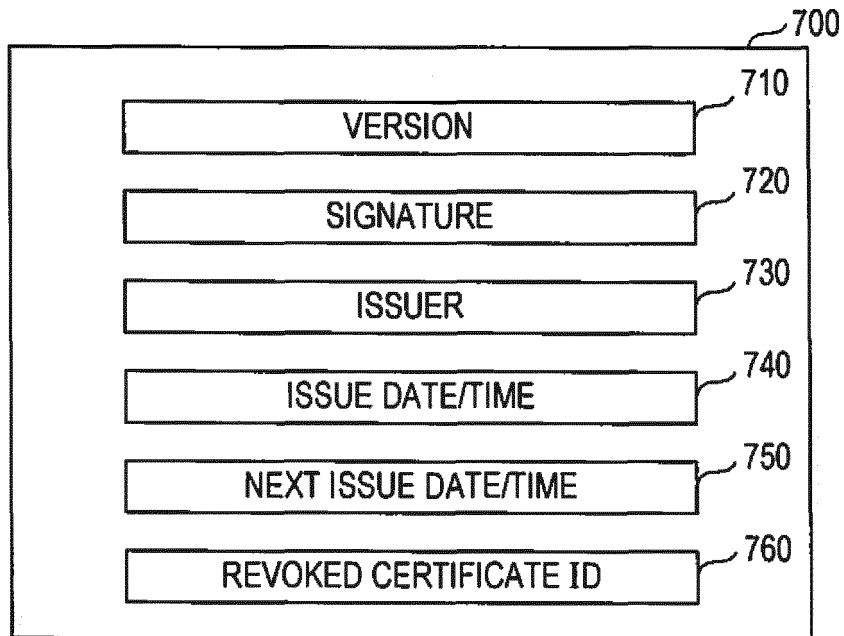 700
710
VERSION
720
SIGNATURE
730
ISSUER
740
ISSUE DATE/TIME
750
NEXT ISSUE DATE/TIME
760
REVOKED CERTIFICATE ID